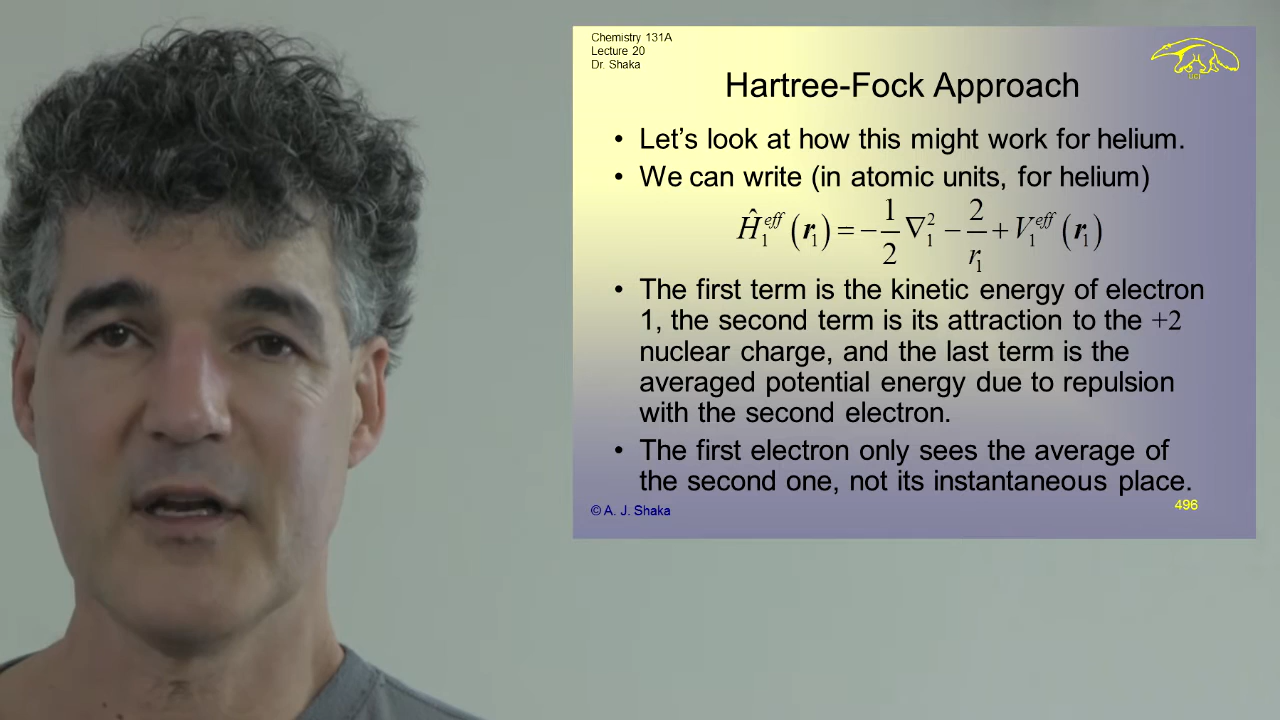 Chemistry 131A
Lecture 20
Dr. Shaka
UCI
Hartree-Fock Approach
• Let's look at how this might work for helium.
• We can write (in atomic units, for helium)
Ĥ₁^eff (r₁) = −1/2 ∇₁² − 2/r₁ + V₁^eff (r₁)
• The first term is the kinetic energy of electron
1, the second term is its attraction to the +2
nuclear charge, and the last term is the
averaged potential energy due to repulsion
with the second electron.
• The first electron only sees the average of
the second one, not its instantaneous place.
© A. J. Shaka
496